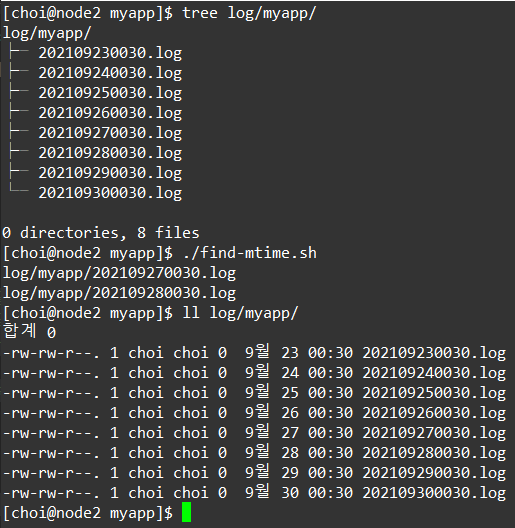 [choi@node2 myapp]$ tree log/myapp/
log/myapp/
├─ 202109230030.log
├─ 202109240030.log
├─ 202109250030.log
├─ 202109260030.log
├─ 202109270030.log
├─ 202109280030.log
├─ 202109290030.log
└─ 202109300030.log

0 directories, 8 files
[choi@node2 myapp]$ ./find-mtime.sh
log/myapp/202109270030.log
log/myapp/202109280030.log
[choi@node2 myapp]$ ll log/myapp/
합계 0
-rw-rw-r--. 1 choi choi 0  9월 23 00:30 202109230030.log
-rw-rw-r--. 1 choi choi 0  9월 24 00:30 202109240030.log
-rw-rw-r--. 1 choi choi 0  9월 25 00:30 202109250030.log
-rw-rw-r--. 1 choi choi 0  9월 26 00:30 202109260030.log
-rw-rw-r--. 1 choi choi 0  9월 27 00:30 202109270030.log
-rw-rw-r--. 1 choi choi 0  9월 28 00:30 202109280030.log
-rw-rw-r--. 1 choi choi 0  9월 29 00:30 202109290030.log
-rw-rw-r--. 1 choi choi 0  9월 30 00:30 202109300030.log
[choi@node2 myapp]$